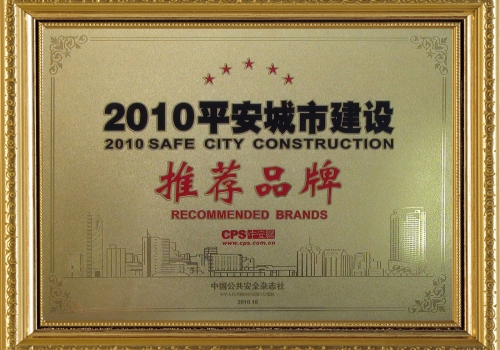 2010平安城市建设
2010 SAFE CITY CONSTRUCTION
推荐品牌
RECOMMENDED BRANDS
CPS
www.cps.com.cn
中国公共安全杂志社
2010.10